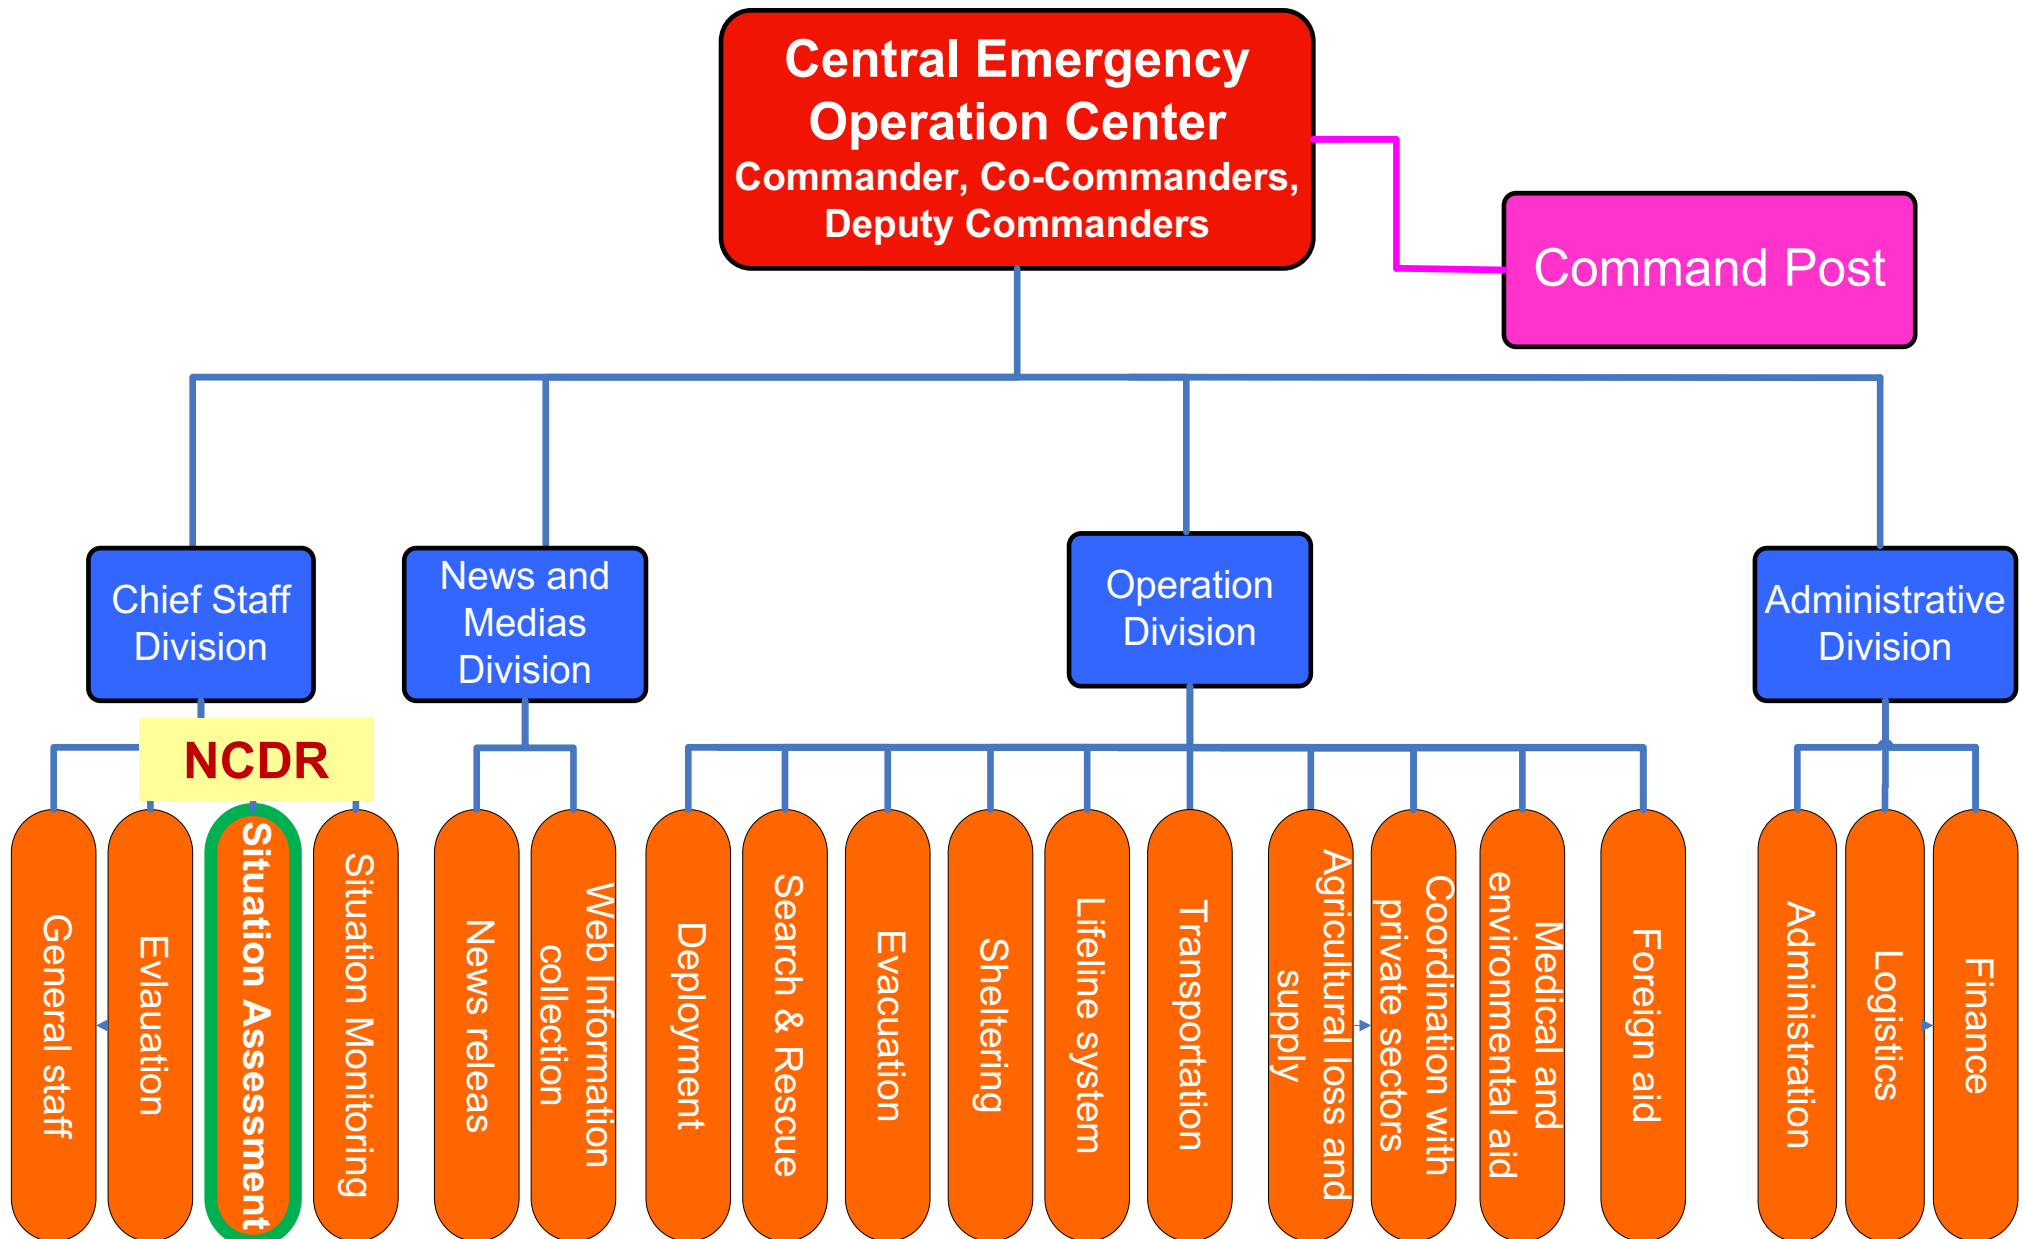 Central Emergency
Operation Center
Commander, Co-Commanders,
Deputy Commanders
Command Post
Chief Staff
Division
News and
Medias
Division
Operation
Division
Administrative
Division
NCDR
General staff
Evlauation
Situation Assessment
Situation Monitoring
News releas
Web Information
collection
Deployment
Search & Rescue
Evacuation
Sheltering
Lifeline system
Transportation
Agricultural loss and
supply
Coordination with
private sectors
Medical and
environmental aid
Foreign aid
Administration
Logistics
Finance